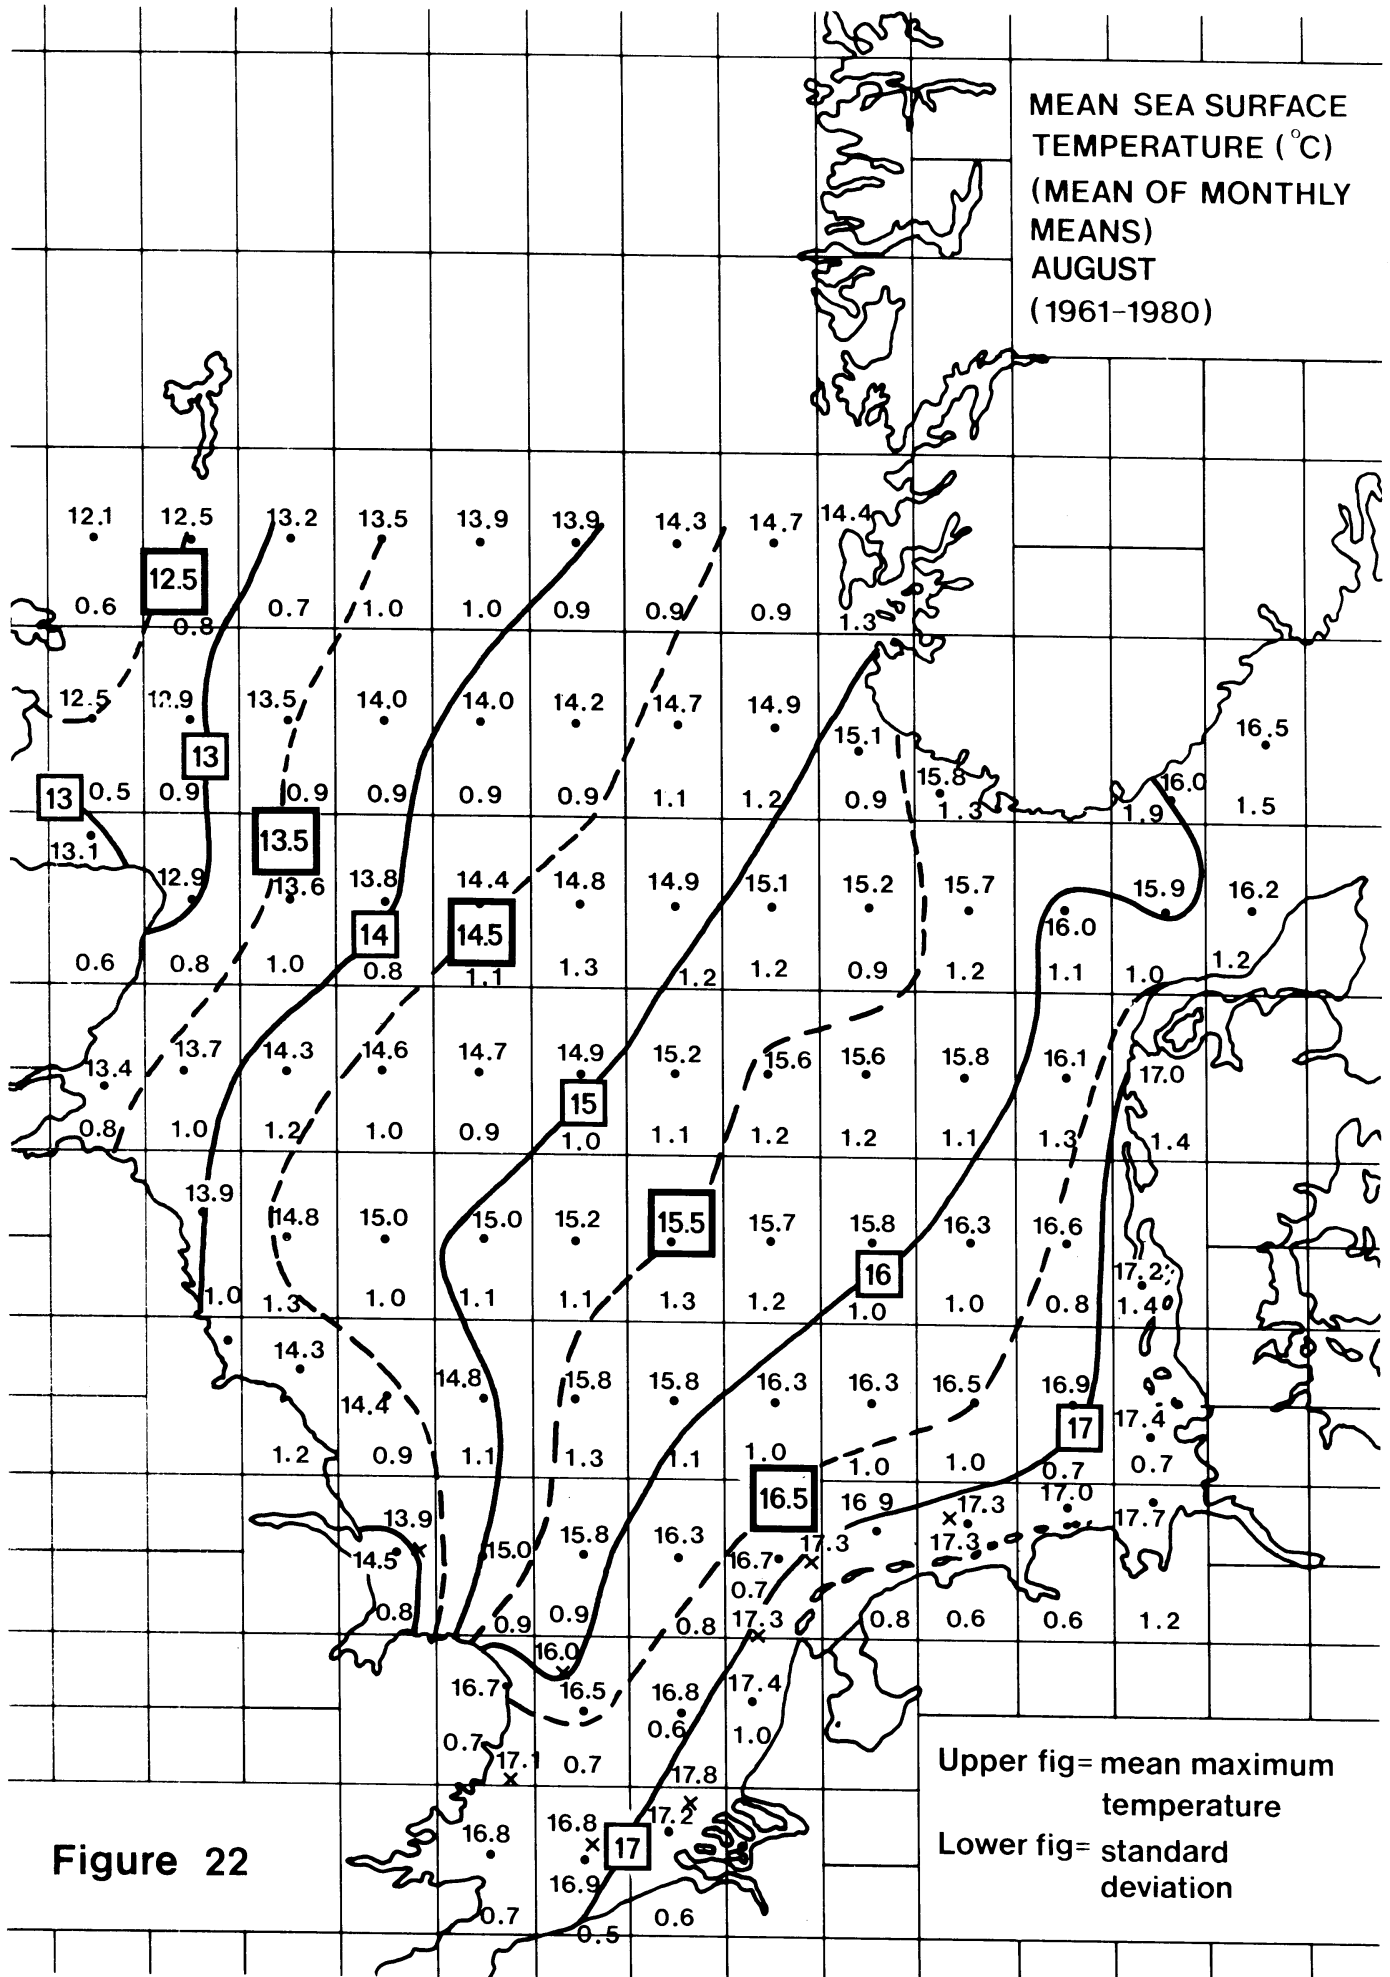 MEAN SEA SURFACE
TEMPERATURE (°C)
(MEAN OF MONTHLY
MEANS)
AUGUST
(1961-1980)
12.1 12.5 13.2 13.5 13.9 13.9 14.3 14.7 14.4
12.5
0.6 0.8 0.7 1.0 1.0 0.9 0.9 0.9 1.3
12.5 12.9 13.5 14.0 14.0 14.2 14.7 14.9 15.1 16.5
13
15.8 16.0
13 0.5 0.9 0.9 0.9 0.9 0.9 1.1 1.2 0.9 1.3 1.9 1.5
13.5
13.1 12.9 13.6 13.8 14.4 14.8 14.9 15.1 15.2 15.7 16.0 15.9 16.2
14 14.5
0.6 0.8 1.0 0.8 1.1 1.3 1.2 1.2 0.9 1.2 1.1 1.0 1.2
13.4 13.7 14.3 14.6 14.7 14.9 15.2 15.6 15.6 15.8 16.1 17.0
15
0.8 1.0 1.2 1.0 0.9 1.0 1.1 1.2 1.2 1.1 1.3 1.4
13.9 14.8 15.0 15.0 15.2 15.5 15.7 15.8 16.3 16.6
16 17.2
1.0 1.3 1.0 1.1 1.1 1.3 1.2 1.0 1.0 0.8 1.4
14.3 14.4 14.8 15.8 15.8 16.3 16.3 16.5 16.9 17.4
17
1.2 0.9 1.1 1.3 1.1 1.0 1.0 1.0 0.7 0.7
16.5
13.9 16.9 17.3 17.0 17.7
14.5 15.0 15.8 16.3 16.7 17.3 17.3
0.7
0.8 0.9 0.9 0.8 17.3 0.8 0.6 0.6 1.2
16.0
16.7 16.5 16.8 17.4
0.6 1.0
0.7 17.1 0.7
17.8
16.8 16.8 17 17.2
16.9
0.7 0.5 0.6
Upper fig= mean maximum
temperature
Lower fig= standard
deviation
Figure 22